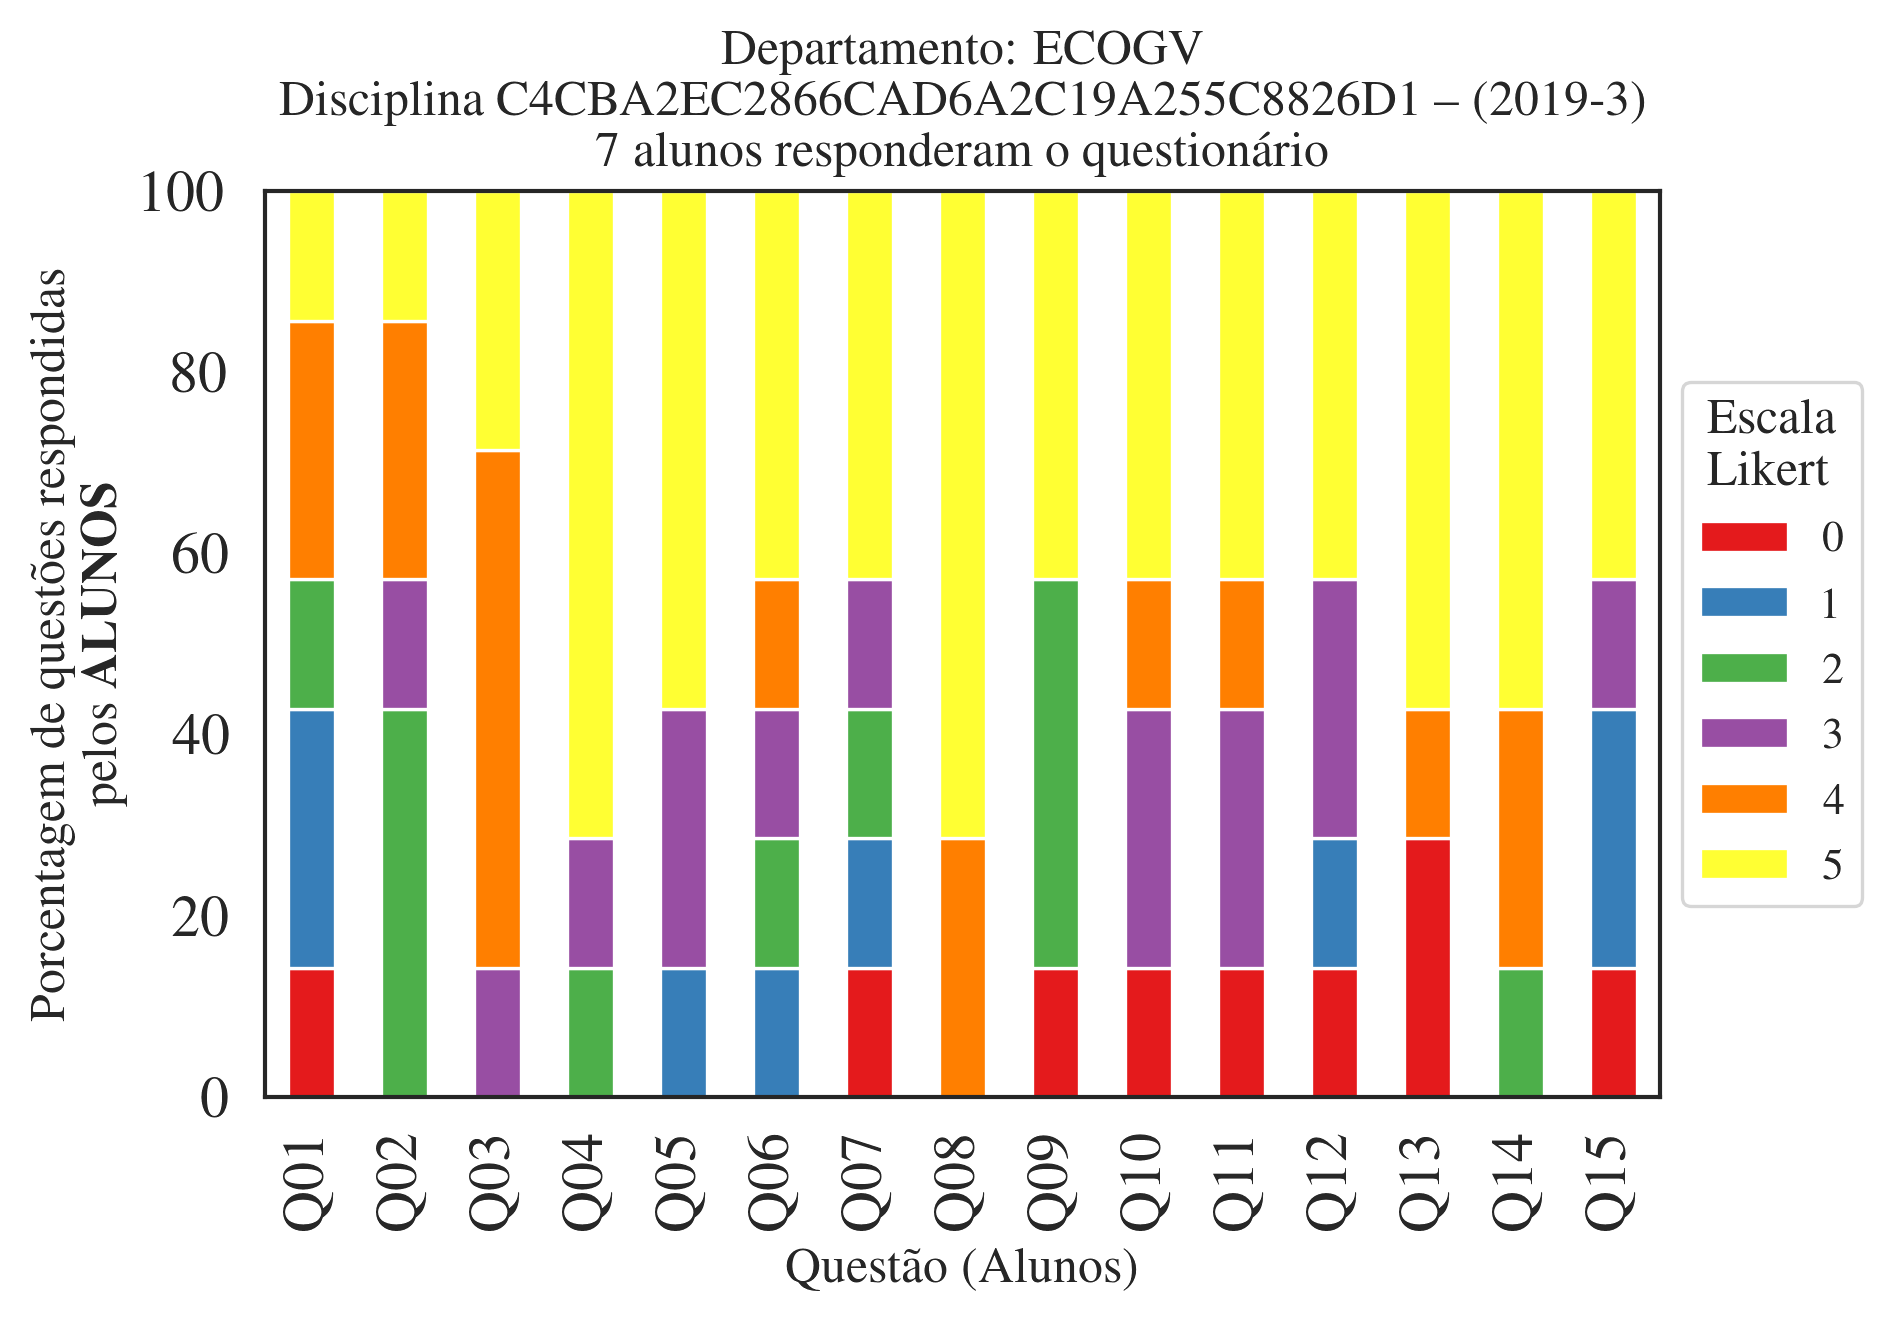 Departamento: ECOGV
Disciplina C4CBA2EC2866CAD6A2C19A255C8826D1 – (2019-3)
7 alunos responderam o questionário
Porcentagem de questões respondidas
pelos ALUNOS
100
80
60
40
20
0
Q01
Q02
Q03
Q04
Q05
Q06
Q07
Q08
Q09
Q10
Q11
Q12
Q13
Q14
Q15
Questão (Alunos)
Escala
Likert
0
1
2
3
4
5